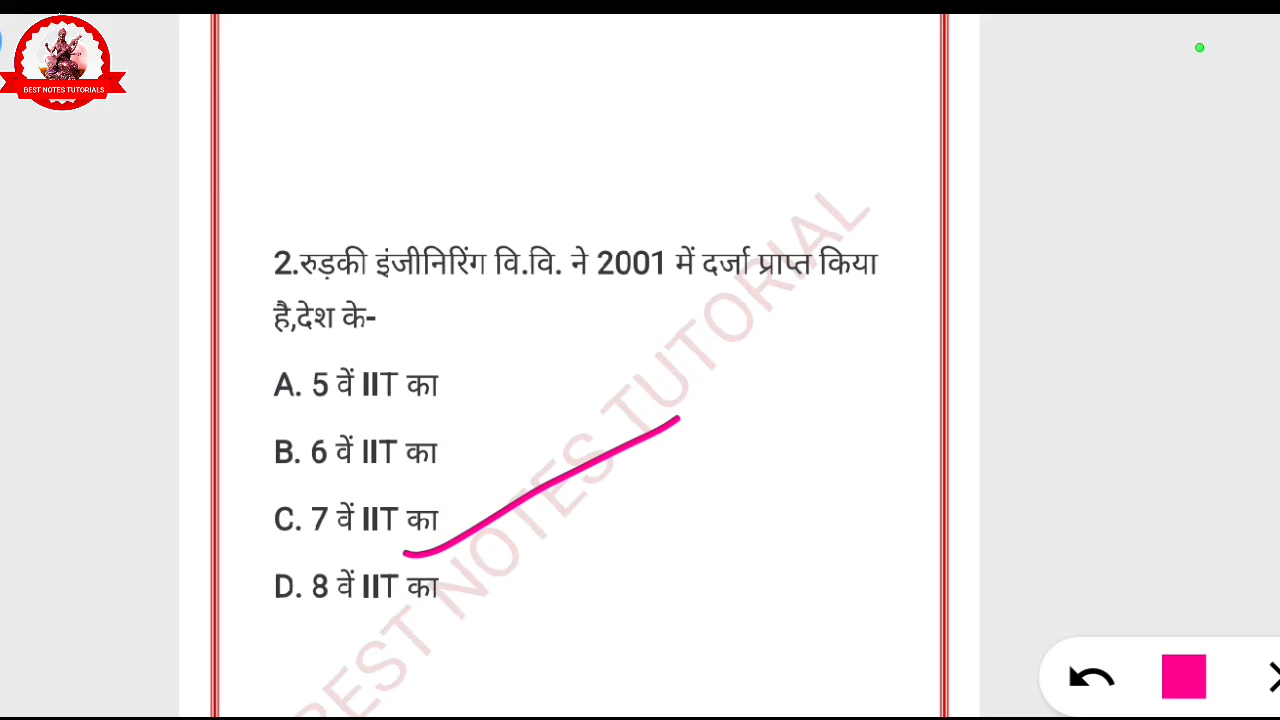 BEST NOTES TUTORIALS
2.रुड़की इंजीनिरिंग वि.वि. ने 2001 में दर्जा प्राप्त किया
है,देश के-
A. 5 वें IIT का
B. 6 वें IIT का
C. 7 वें IIT का
D. 8 वें IIT का
BEST NOTES TUTORIAL